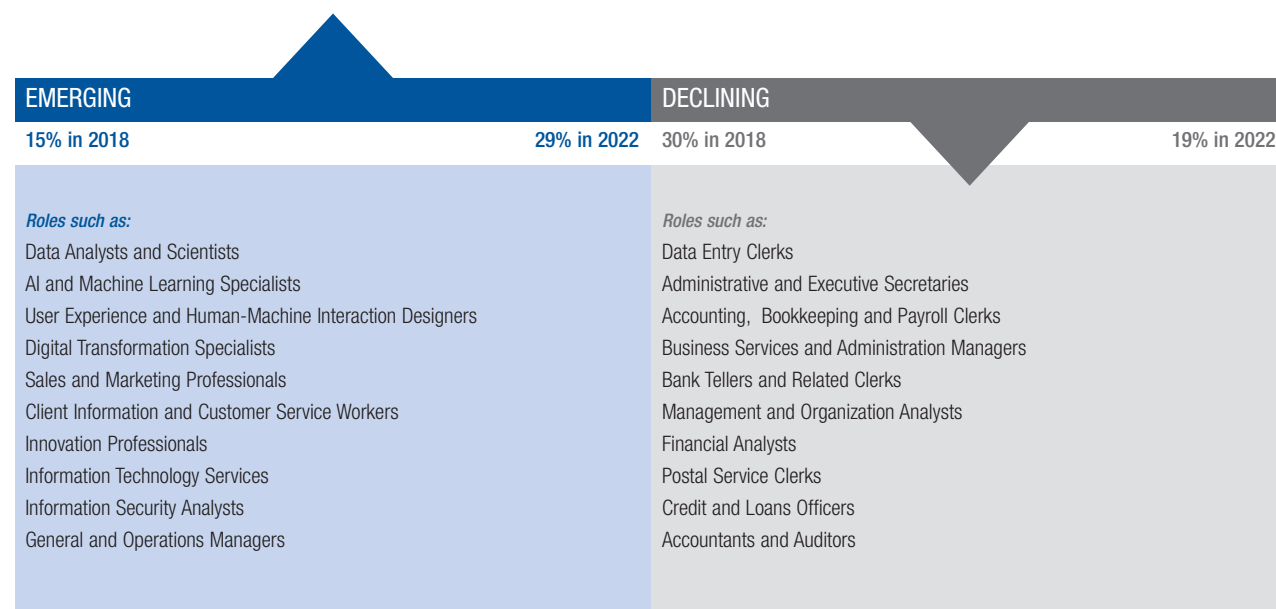 EMERGING
15% in 2018 29% in 2022
Roles such as:
Data Analysts and Scientists
AI and Machine Learning Specialists
User Experience and Human-Machine Interaction Designers
Digital Transformation Specialists
Sales and Marketing Professionals
Client Information and Customer Service Workers
Innovation Professionals
Information Technology Services
Information Security Analysts
General and Operations Managers
DECLINING
30% in 2018 19% in 2022
Roles such as:
Data Entry Clerks
Administrative and Executive Secretaries
Accounting, Bookkeeping and Payroll Clerks
Business Services and Administration Managers
Bank Tellers and Related Clerks
Management and Organization Analysts
Financial Analysts
Postal Service Clerks
Credit and Loans Officers
Accountants and Auditors